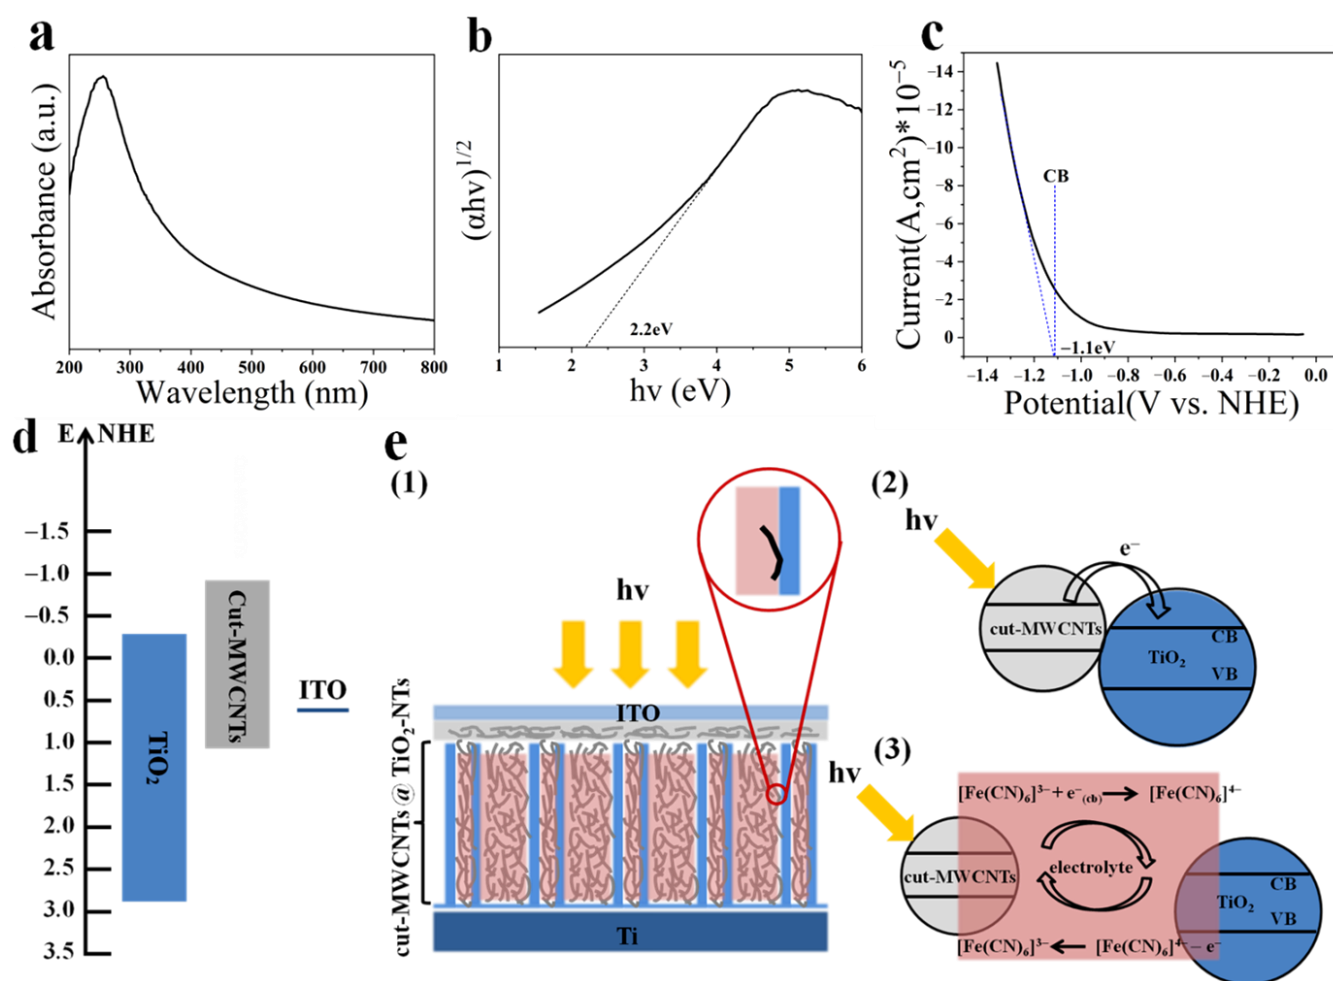 a
Absorbance (a.u.)
200 300 400 500 600 700 800
Wavelength (nm)
b
(αhv)1/2
2.2eV
1 2 3 4 5 6
hv (eV)
c
Current(A,cm2)*10−5
−14
−12
−10
−8
−6
−4
−2
0
CB
−1.1eV
−1.4 −1.2 −1.0 −0.8 −0.6 −0.4 −0.2 0.0
Potential(V vs. NHE)
d
E NHE
−1.5
−1.0
−0.5
0.0
0.5
1.0
1.5
2.0
2.5
3.0
3.5
TiO2
Cut-MWCNTs
ITO
e
(1)
hv
ITO
cut-MWCNTs @ TiO2-NTs
Ti
(2)
hv
e−
cut-MWCNTs
TiO2
CB
VB
(3)
hv
[Fe(CN)6]3− + e−(cb) → [Fe(CN)6]4−
cut-MWCNTs
electrolyte
TiO2
CB
VB
[Fe(CN)6]3− ← [Fe(CN)6]4− − e−